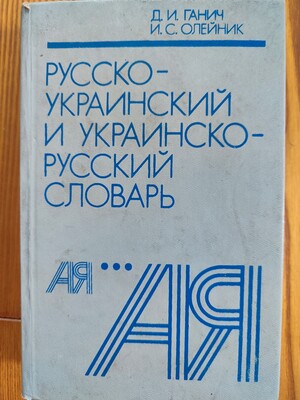 Д. И. ГАНИЧ
И. С. ОЛЕЙНИК
РУССКО-
УКРАИНСКИЙ
И УКРАИНСКО-
РУССКИЙ
СЛОВАРЬ
АЯ...АЯ